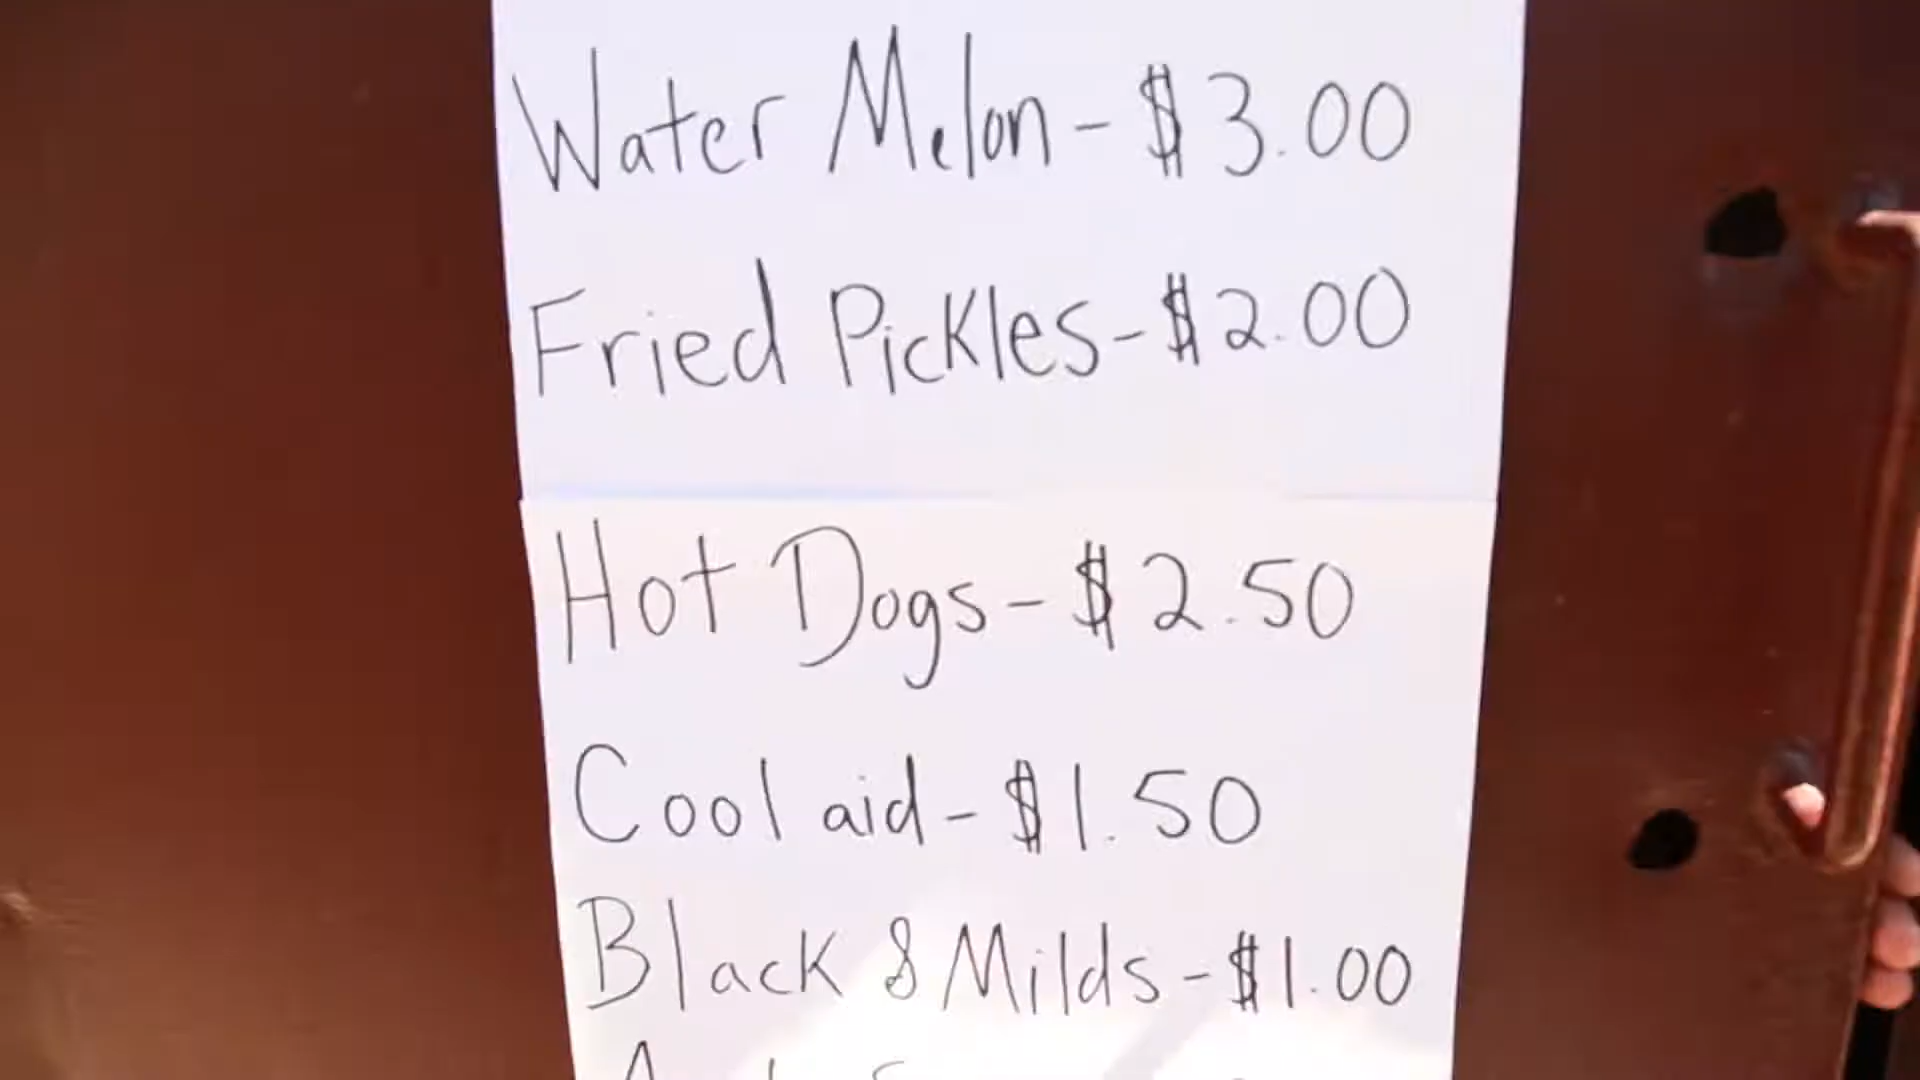 Water Melon - $3.00
Fried Pickles - $2.00
Hot Dogs - $2.50
Cool aid - $1.50
Black & Milds - $1.00